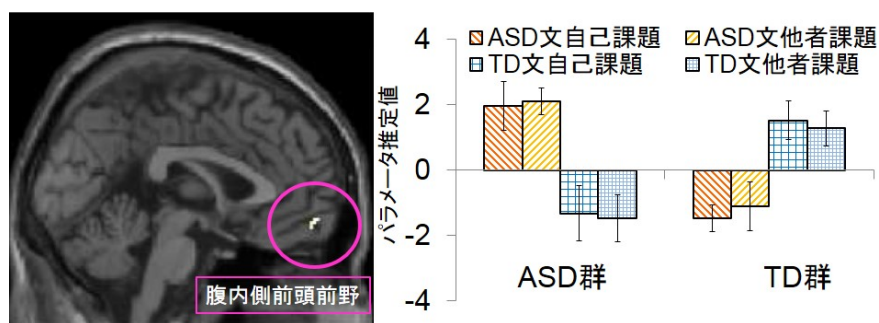 腹内側前頭前野
パラメータ推定値
4
2
0
-2
-4
ASD文自己課題 ASD文他者課題
TD文自己課題 TD文他者課題
ASD群 TD群